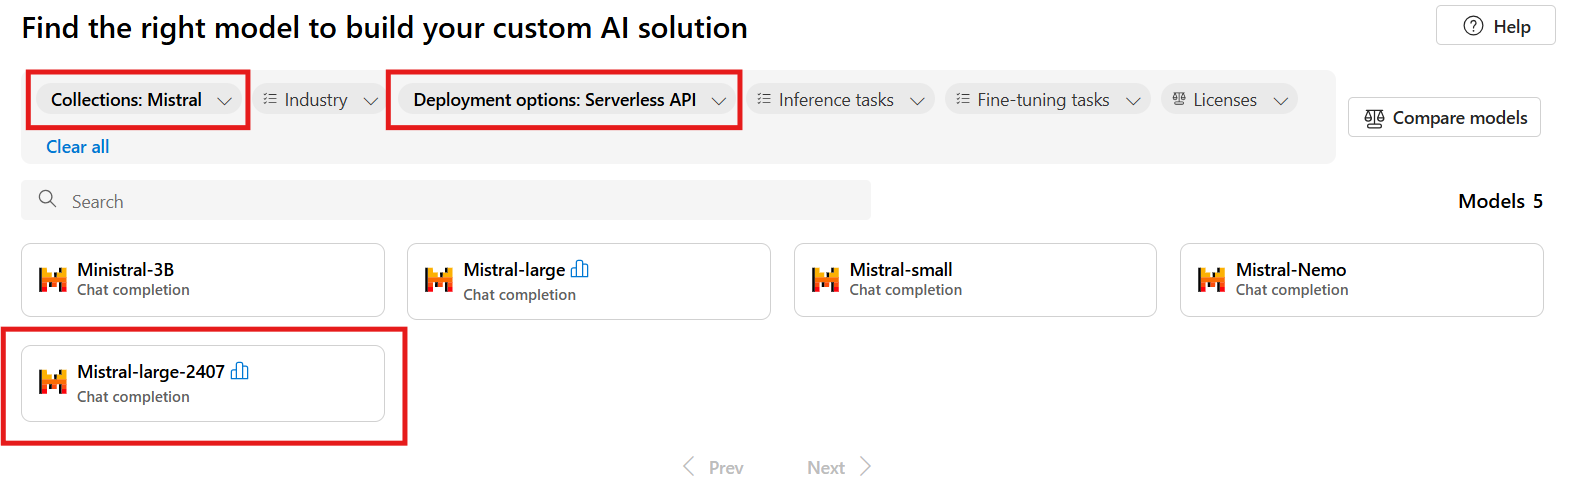 Find the right model to build your custom AI solution
Help
Collections: Mistral
Industry
Deployment options: Serverless API
Inference tasks
Fine-tuning tasks
Licenses
Compare models
Clear all
Search
Models 5
Ministral-3B
Chat completion
Mistral-large
Chat completion
Mistral-small
Chat completion
Mistral-Nemo
Chat completion
Mistral-large-2407
Chat completion
Prev
Next